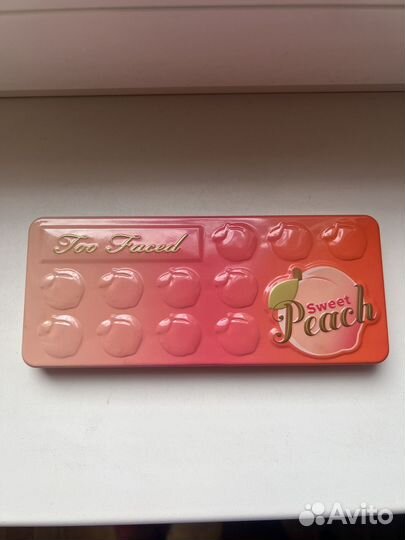 Too Faced
Sweet
Peach
Avito